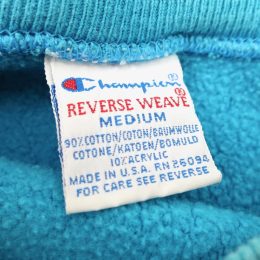 Champion®
REVERSE WEAVE®
MEDIUM
90% COTTON/COTON/BAUMWOLLE
COTONE/KATOEN/BOMULD
10% ACRYLIC
MADE IN U.S.A. RN 26094
FOR CARE SEE REVERSE